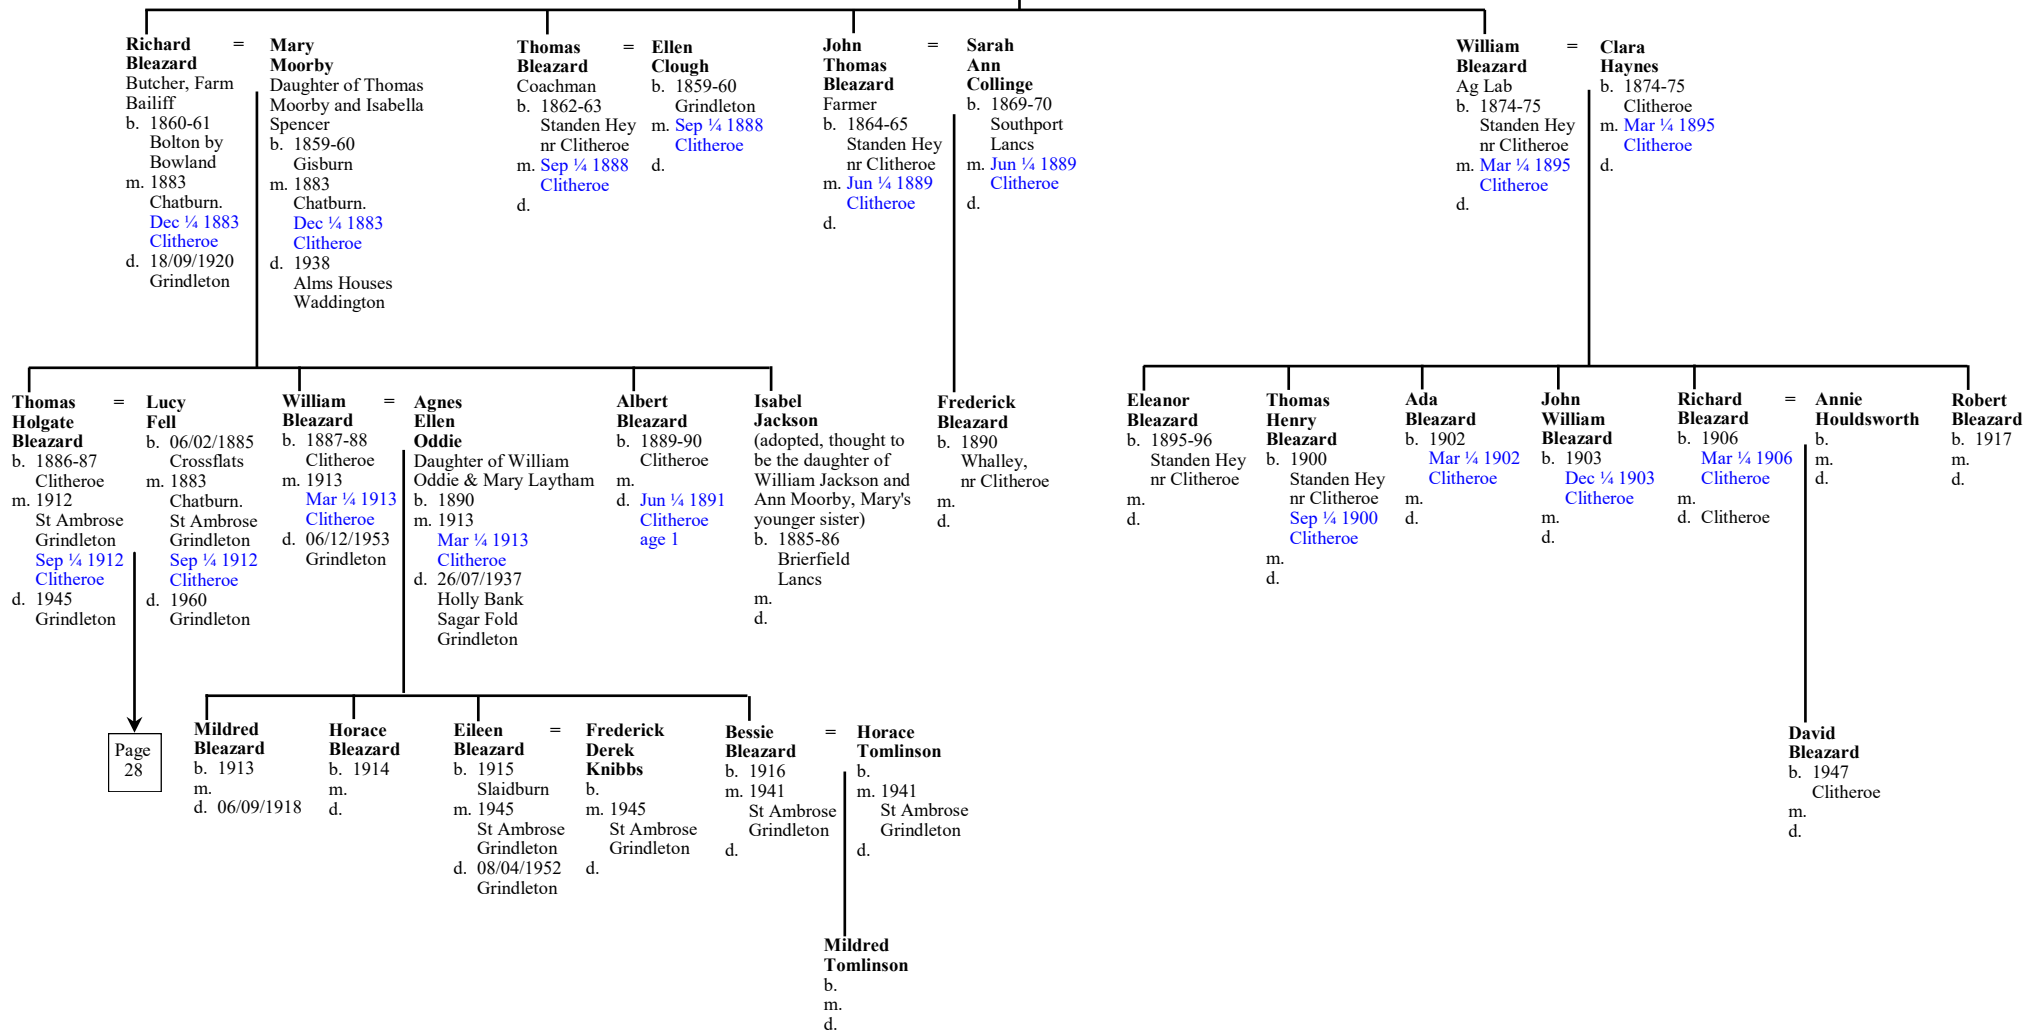 Richard =
Bleazard
Butcher, Farm
Bailiff
b. 1860-61
Bolton by
Bowland
m. 1883
Chatburn.
Dec ¼ 1883
Clitheroe
d. 18/09/1920
Grindleton
Mary
Moorby
Daughter of Thomas
Moorby and Isabella
Spencer
b. 1859-60
Gisburn
m. 1883
Chatburn.
Dec ¼ 1883
Clitheroe
d. 1938
Alms Houses
Waddington
Thomas =
Bleazard
Coachman
b. 1862-63
Standen Hey
nr Clitheroe
m. Sep ¼ 1888
Clitheroe
d.
Ellen
Clough
b. 1859-60
Grindleton
m. Sep ¼ 1888
Clitheroe
d.
John =
Thomas
Bleazard
Farmer
b. 1864-65
Standen Hey
nr Clitheroe
m. Jun ¼ 1889
Clitheroe
d.
Sarah
Ann
Collinge
b. 1869-70
Southport
Lancs
m. Jun ¼ 1889
Clitheroe
d.
William =
Bleazard
Ag Lab
b. 1874-75
Standen Hey
nr Clitheroe
m. Mar ¼ 1895
Clitheroe
d.
Clara
Haynes
b. 1874-75
Clitheroe
m. Mar ¼ 1895
Clitheroe
d.
Thomas =
Holgate
Bleazard
b. 1886-87
Clitheroe
m. 1912
St Ambrose
Grindleton
Sep ¼ 1912
Clitheroe
d. 1945
Grindleton
Lucy
Fell
b. 06/02/1885
Crossflats
m. 1883
Chatburn.
St Ambrose
Grindleton
Sep ¼ 1912
Clitheroe
d. 1960
Grindleton
William =
Bleazard
b. 1887-88
Clitheroe
m. 1913
Mar ¼ 1913
Clitheroe
d. 06/12/1953
Grindleton
Agnes
Ellen
Oddie
Daughter of William
Oddie & Mary Laytham
b. 1890
m. 1913
Mar ¼ 1913
Clitheroe
d. 26/07/1937
Holly Bank
Sagar Fold
Grindleton
Albert
Bleazard
b. 1889-90
Clitheroe
m.
d. Jun ¼ 1891
Clitheroe
age 1
Isabel
Jackson
(adopted, thought to
be the daughter of
William Jackson and
Ann Moorby, Mary's
younger sister)
b. 1885-86
Brierfield
Lancs
m.
d.
Frederick
Bleazard
b. 1890
Whalley,
nr Clitheroe
m.
d.
Eleanor
Bleazard
b. 1895-96
Standen Hey
nr Clitheroe
m.
d.
Thomas
Henry
Bleazard
b. 1900
Standen Hey
nr Clitheroe
Sep ¼ 1900
Clitheroe
m.
d.
Ada
Bleazard
b. 1902
Mar ¼ 1902
Clitheroe
m.
d.
John
William
Bleazard
b. 1903
Dec ¼ 1903
Clitheroe
m.
d.
Richard =
Bleazard
b. 1906
Mar ¼ 1906
Clitheroe
m.
d. Clitheroe
Annie
Houldsworth
b.
m.
d.
Robert
Bleazard
b. 1917
m.
d.
Page
28
Mildred
Bleazard
b. 1913
m.
d. 06/09/1918
Horace
Bleazard
b. 1914
m.
d.
Eileen =
Bleazard
b. 1915
Slaidburn
m. 1945
St Ambrose
Grindleton
d. 08/04/1952
Grindleton
Frederick
Derek
Knibbs
b.
m. 1945
St Ambrose
Grindleton
d.
Bessie =
Bleazard
b. 1916
m. 1941
St Ambrose
Grindleton
d.
Horace
Tomlinson
b.
m. 1941
St Ambrose
Grindleton
d.
David
Bleazard
b. 1947
Clitheroe
m.
d.
Mildred
Tomlinson
b.
m.
d.